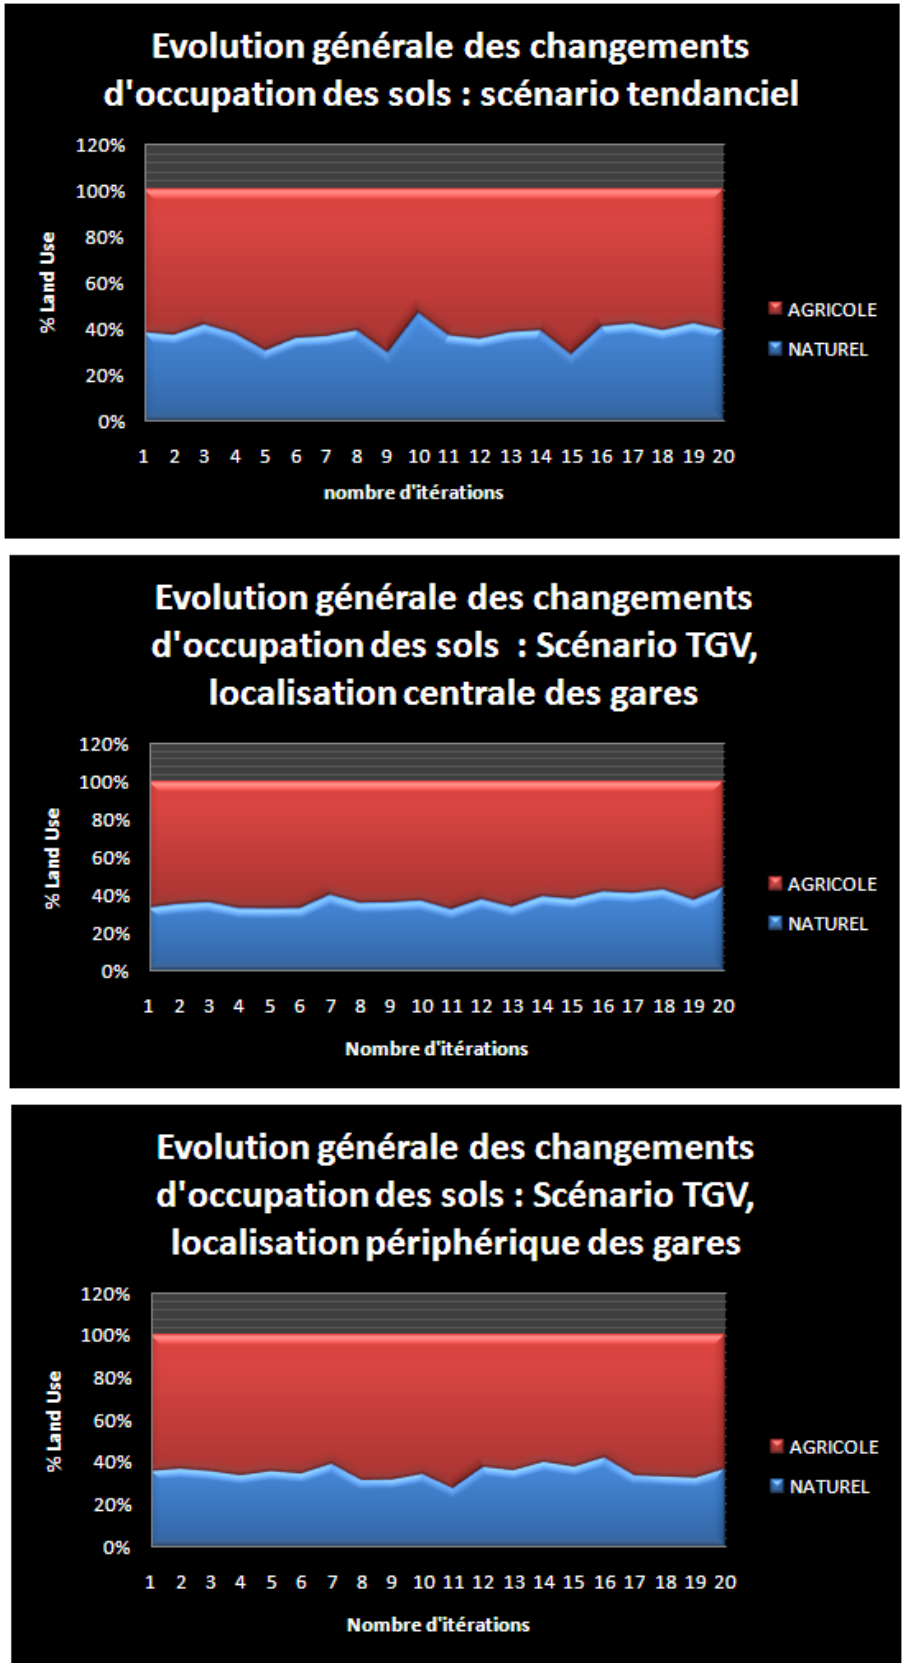 Evolution générale des changements
d'occupation des sols : scénario tendanciel
120%
100%
80%
60%
40%
20%
0%
% Land Use
1 2 3 4 5 6 7 8 9 10 11 12 13 14 15 16 17 18 19 20
nombre d'itérations
AGRICOLE
NATUREL
Evolution générale des changements
d'occupation des sols : Scénario TGV,
localisation centrale des gares
120%
100%
80%
60%
40%
20%
0%
% Land Use
1 2 3 4 5 6 7 8 9 10 11 12 13 14 15 16 17 18 19 20
Nombre d'itérations
AGRICOLE
NATUREL
Evolution générale des changements
d'occupation des sols : Scénario TGV,
localisation périphérique des gares
120%
100%
80%
60%
40%
20%
0%
% Land Use
1 2 3 4 5 6 7 8 9 10 11 12 13 14 15 16 17 18 19 20
Nombre d'itérations
AGRICOLE
NATUREL